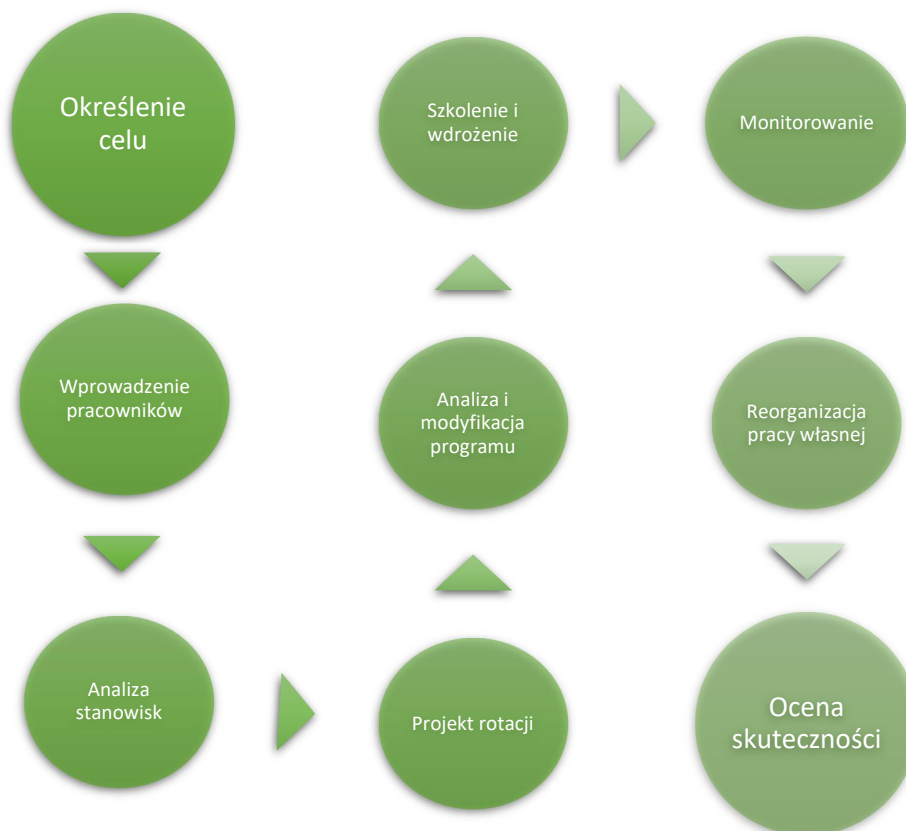 Określenie
celu
Wprowadzenie
pracowników
Analiza
stanowisk
Projekt rotacji
Analiza i
modyfikacja
programu
Szkolenie i
wdrożenie
Monitorowanie
Reorganizacja
pracy własnej
Ocena
skuteczności